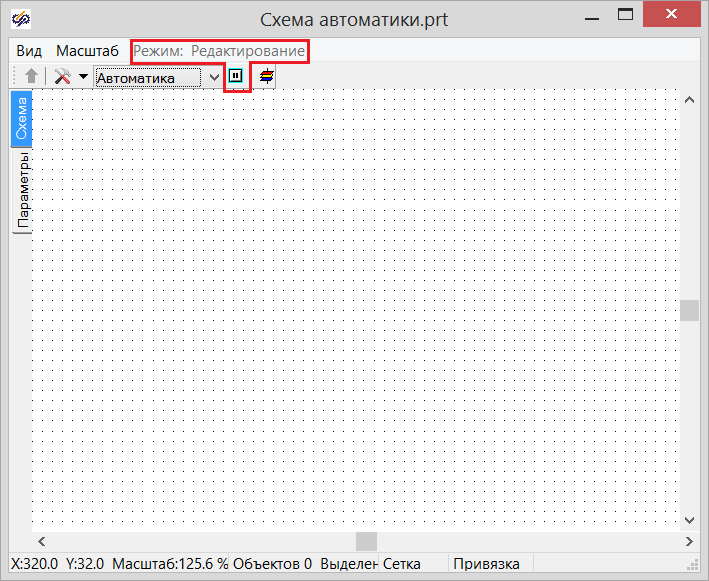 Схема автоматики.prt
Вид Масштаб Режим: Редактирование
Автоматика
Схема
Параметры
X:320.0 Y:32.0 Масштаб:125.6 % Объектов 0 Выделен Сетка Привязка